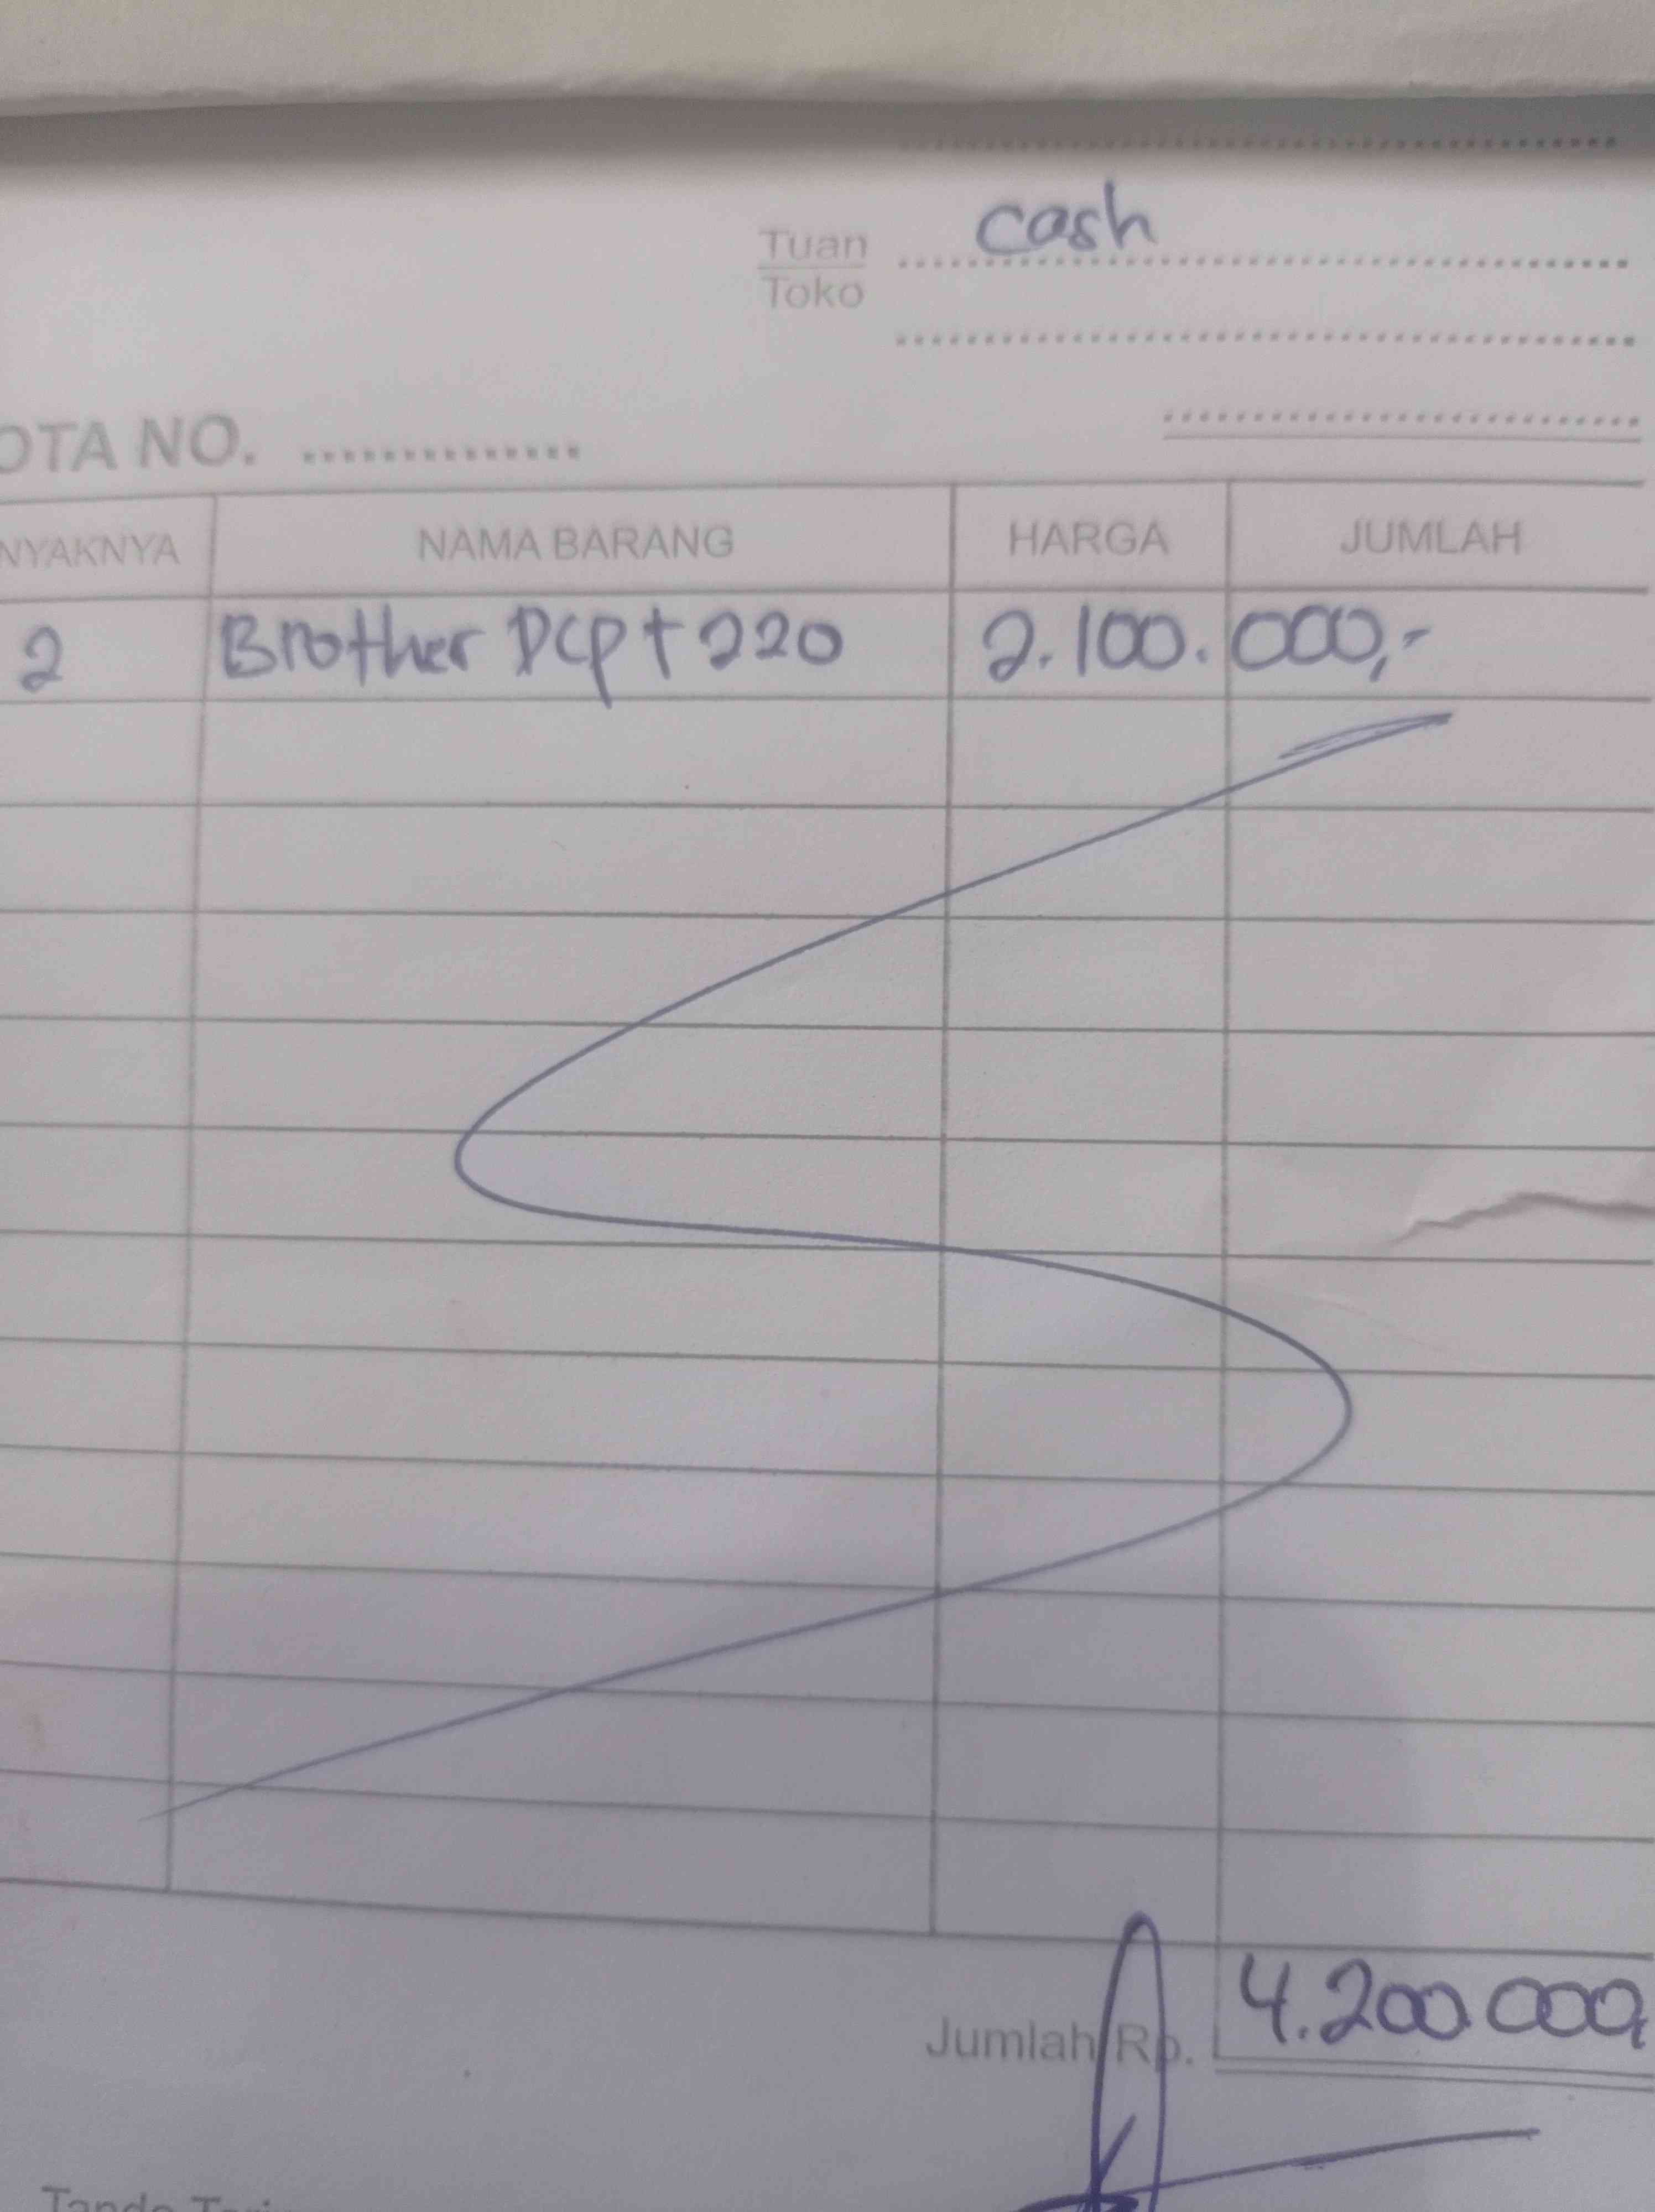 cash
Tuan
Toko
OTA NO. ..............
NYAKNYA NAMA BARANG HARGA JUMLAH
2 Brother Dcp t 220 2.100.000,-
Jumlah Rp. 4.200.000,